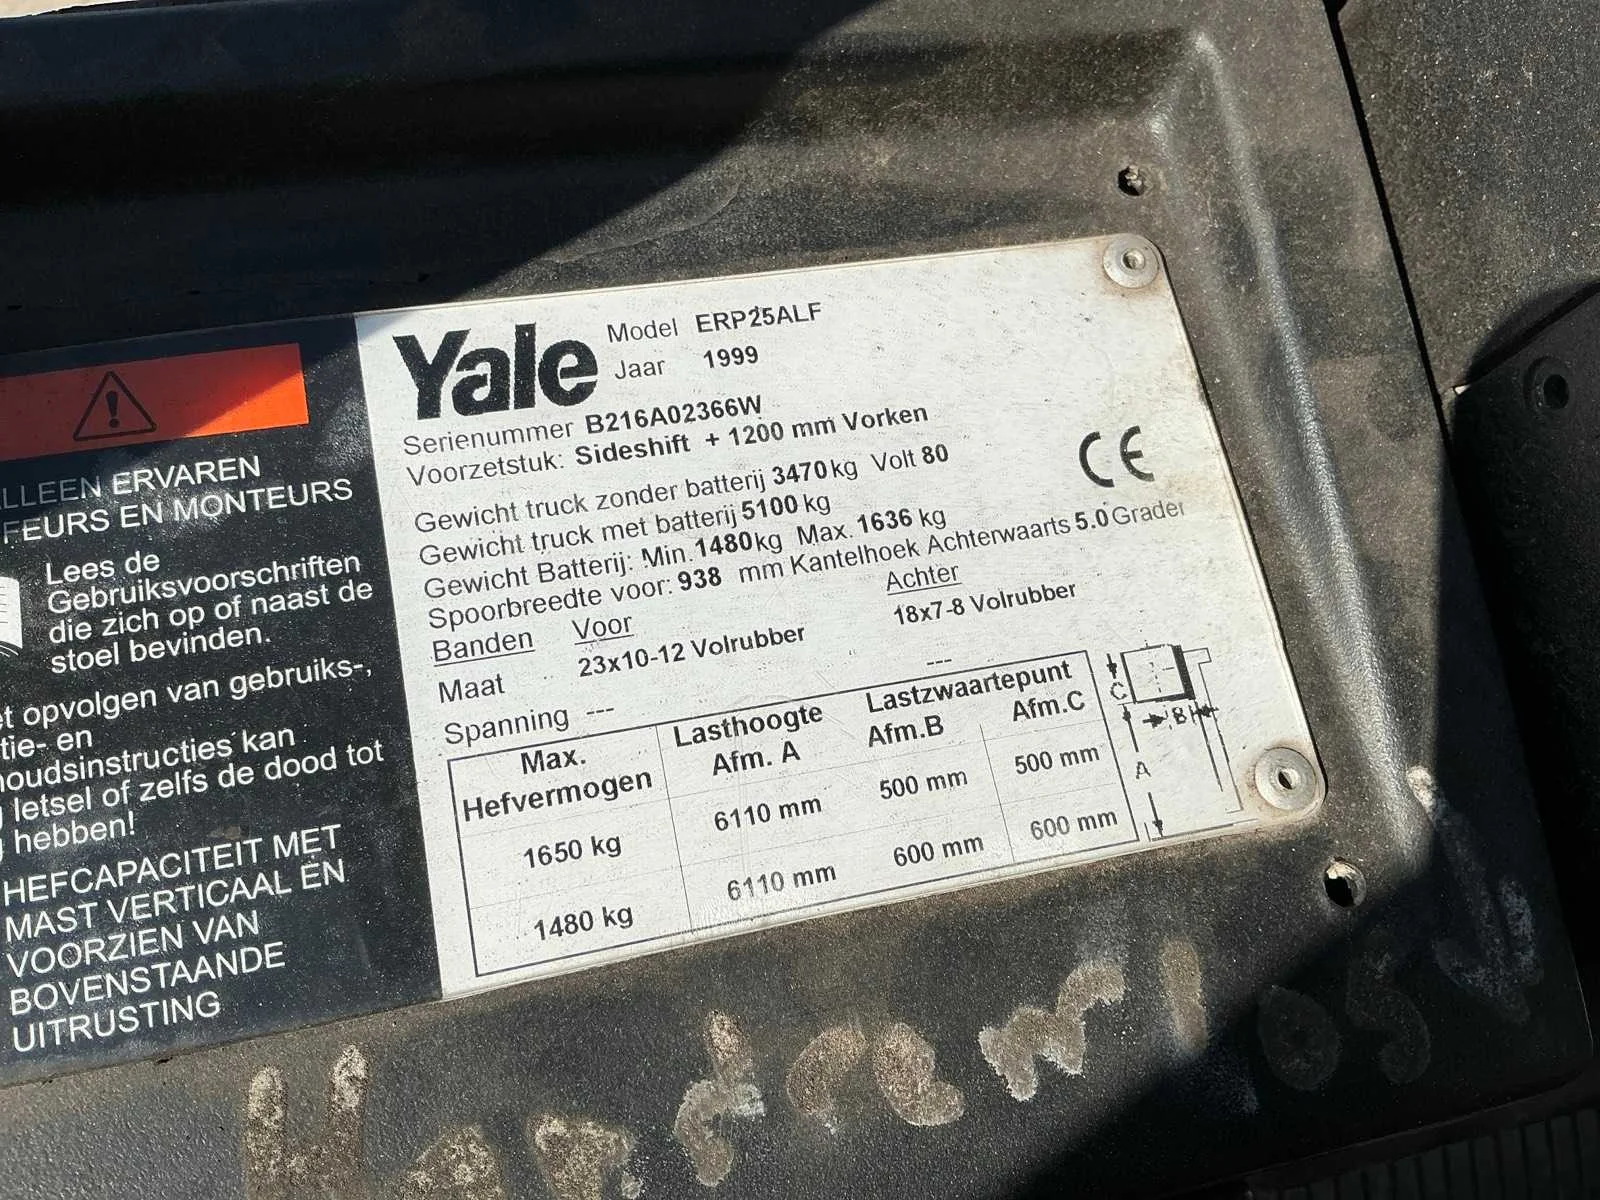 Yale
Model ERP25ALF
Jaar 1999
Serienummer B216A02366W
Voorzetstuk: Sideshift + 1200 mm Vorken
Gewicht truck zonder batterij 3470 kg Volt 80
Gewicht truck met batterij 5100 kg
Gewicht Batterij: Min. 1480 kg Max. 1636 kg
Spoorbreedte voor: 938 mm Kantelhoek Achterwaarts 5.0 Grader
CE
Banden Voor Achter
Maat 23x10-12 Volrubber 18x7-8 Volrubber
Spanning --- ---
Max. Hefvermogen Lasthoogte Afm. A Lastzwaartepunt Afm.B Afm.C
1650 kg 6110 mm 500 mm 500 mm
1480 kg 6110 mm 600 mm 600 mm
C
B
A
LLEEN ERVAREN
FEURS EN MONTEURS
Lees de
Gebruiksvoorschriften
die zich op of naast de
stoel bevinden.
t opvolgen van gebruiks-,
tie- en
oudsinstructies kan
letsel of zelfs de dood tot
hebben!
HEFCAPACITEIT MET
MAST VERTICAAL EN
VOORZIEN VAN
BOVENSTAANDE
UITRUSTING